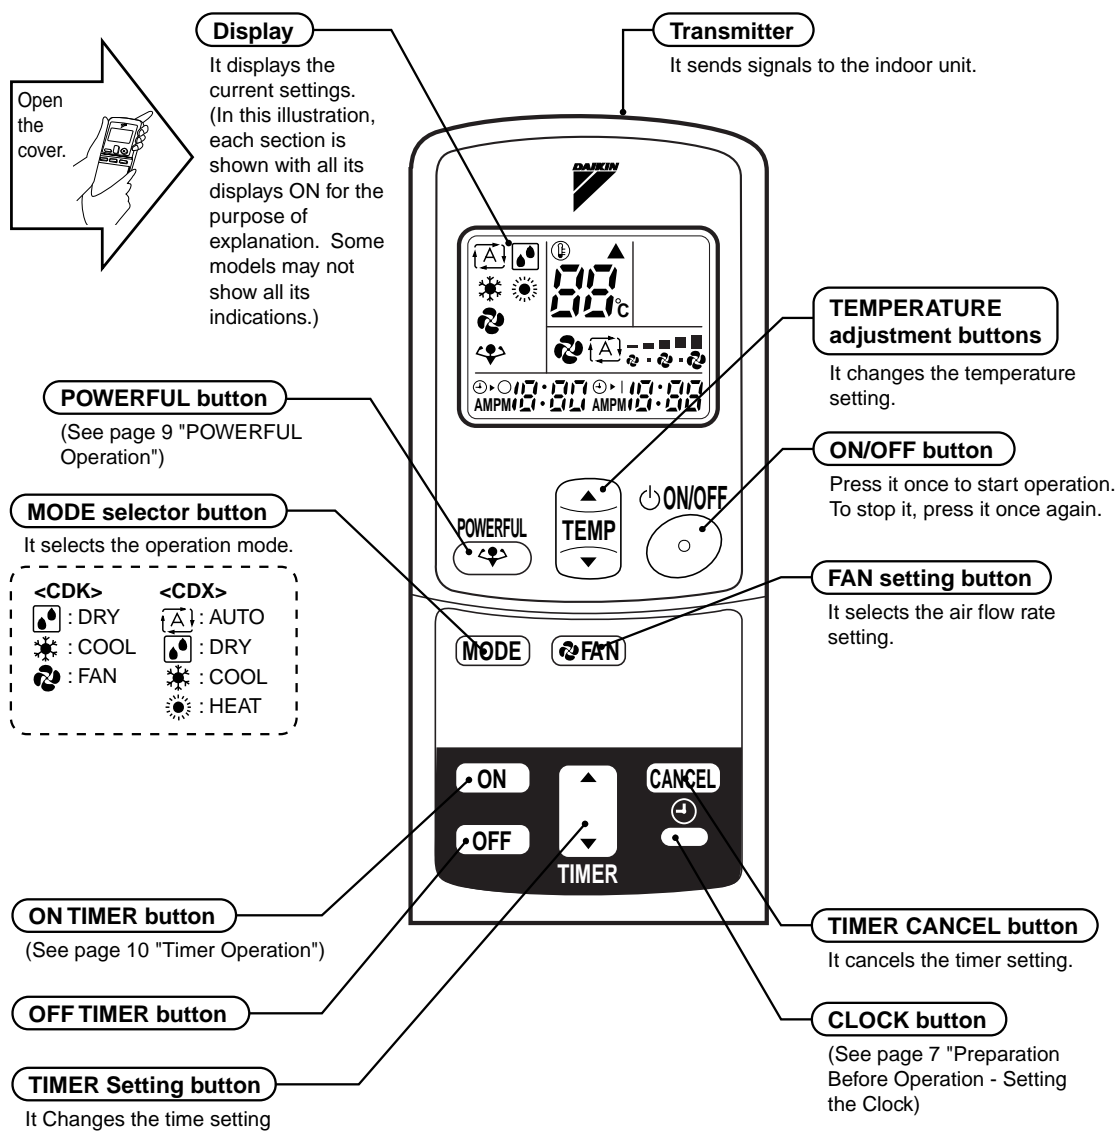 Display
It displays the
current settings.
(In this illustration,
each section is
shown with all its
displays ON for the
purpose of
explanation.  Some
models may not
show all its
indications.)
Transmitter
It sends signals to the indoor unit.
Open
the
cover.
DAIKIN
A
88°C
A
AMPM18:80 AMPM18:88
TEMPERATURE
adjustment buttons
It changes the temperature
setting.
POWERFUL button
(See page 9 "POWERFUL
Operation")
ON/OFF button
Press it once to start operation.
To stop it, press it once again.
MODE selector button
It selects the operation mode.
<CDK> <CDX>
: DRY A : AUTO
: COOL : DRY
: FAN : COOL
: HEAT
POWERFUL
TEMP
ON/OFF
FAN setting button
It selects the air flow rate
setting.
MODE FAN
ON CANCEL
OFF
TIMER
ON TIMER button
(See page 10 "Timer Operation")
OFF TIMER button
TIMER Setting button
It Changes the time setting
TIMER CANCEL button
It cancels the timer setting.
CLOCK button
(See page 7 "Preparation
Before Operation - Setting
the Clock)